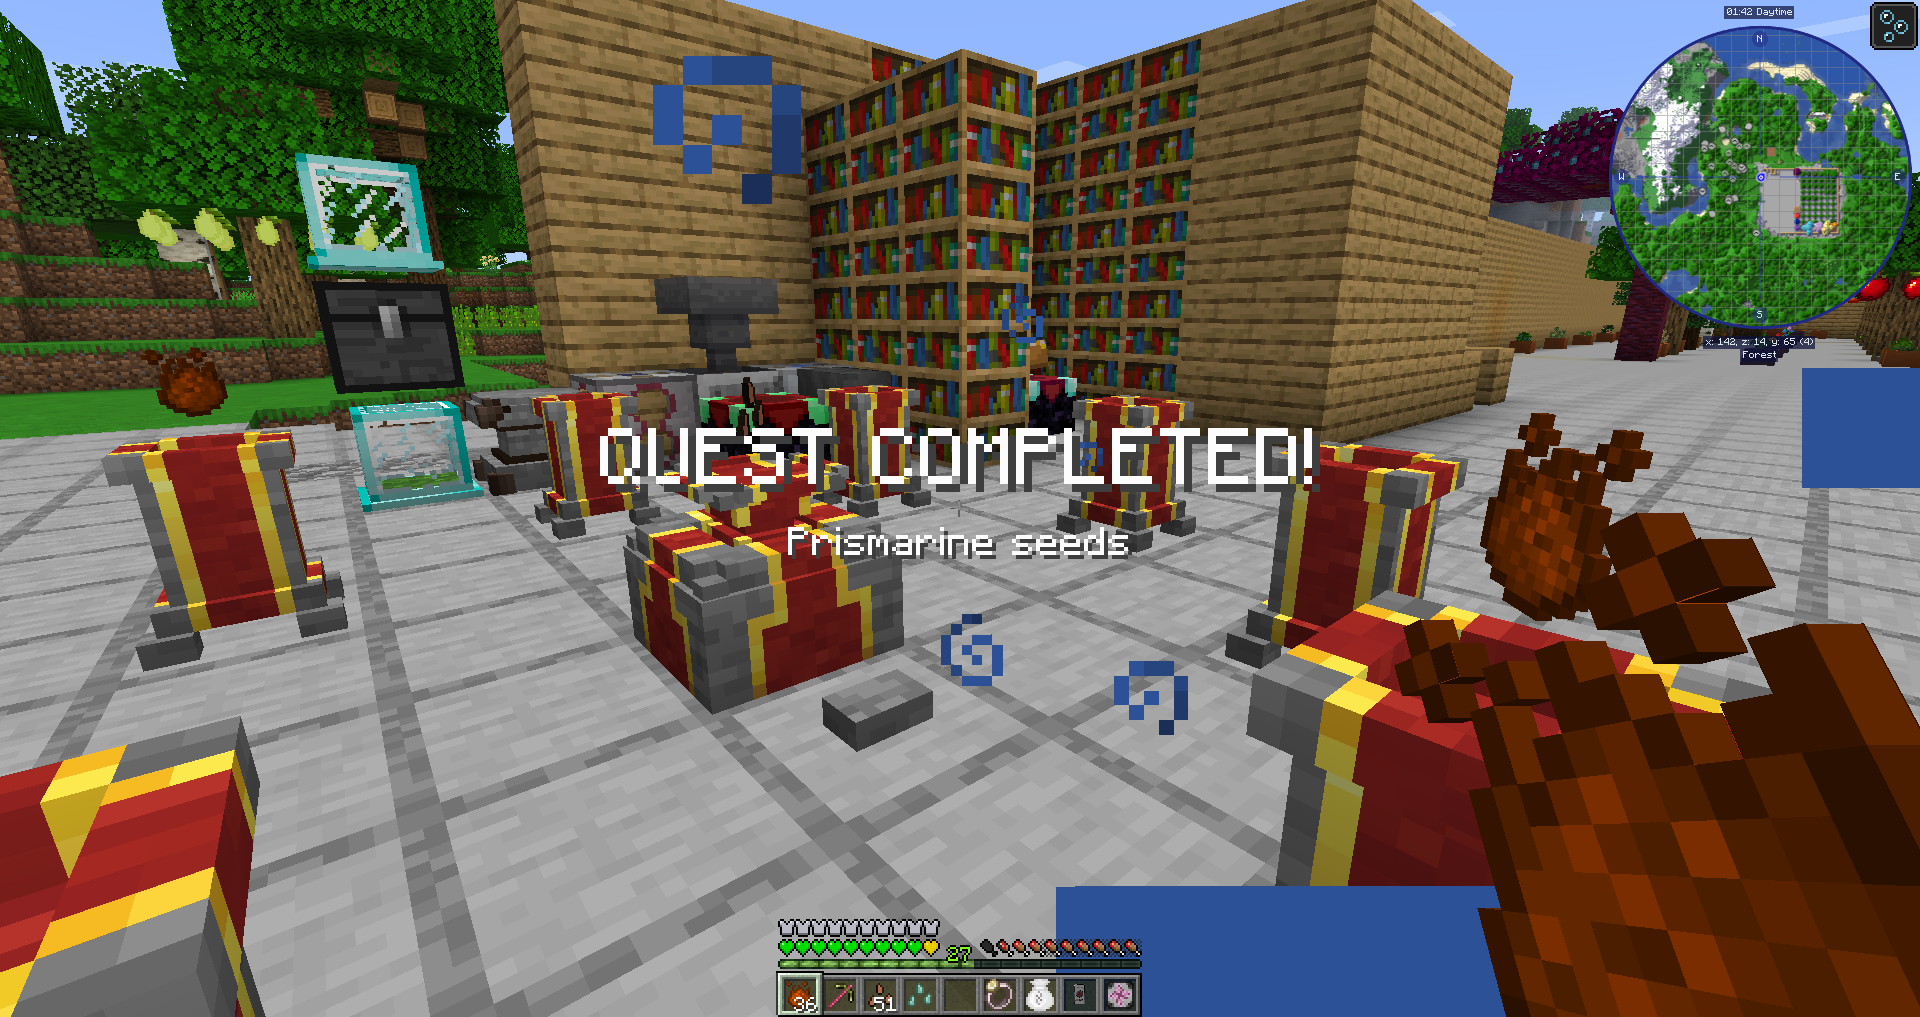 01:42 Daytime
N
W
E
S
x: 142, z: 14, y: 65 (4)
Forest
QUEST COMPLETED!
Prismarine seeds
27
36
51